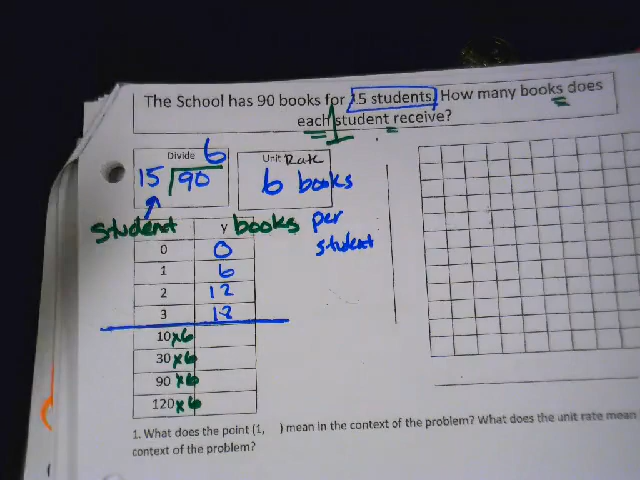 The School has 90 books for 15 students. How many books does
each student receive?
Divide 6
15 90
Unit Rate
6 books
per
student
student y books
0 0
1 6
2 12
3 18
10 x6
30 x6
90 x6
120 x6
1. What does the point (1, ) mean in the context of the problem? What does the unit rate mean
context of the problem?